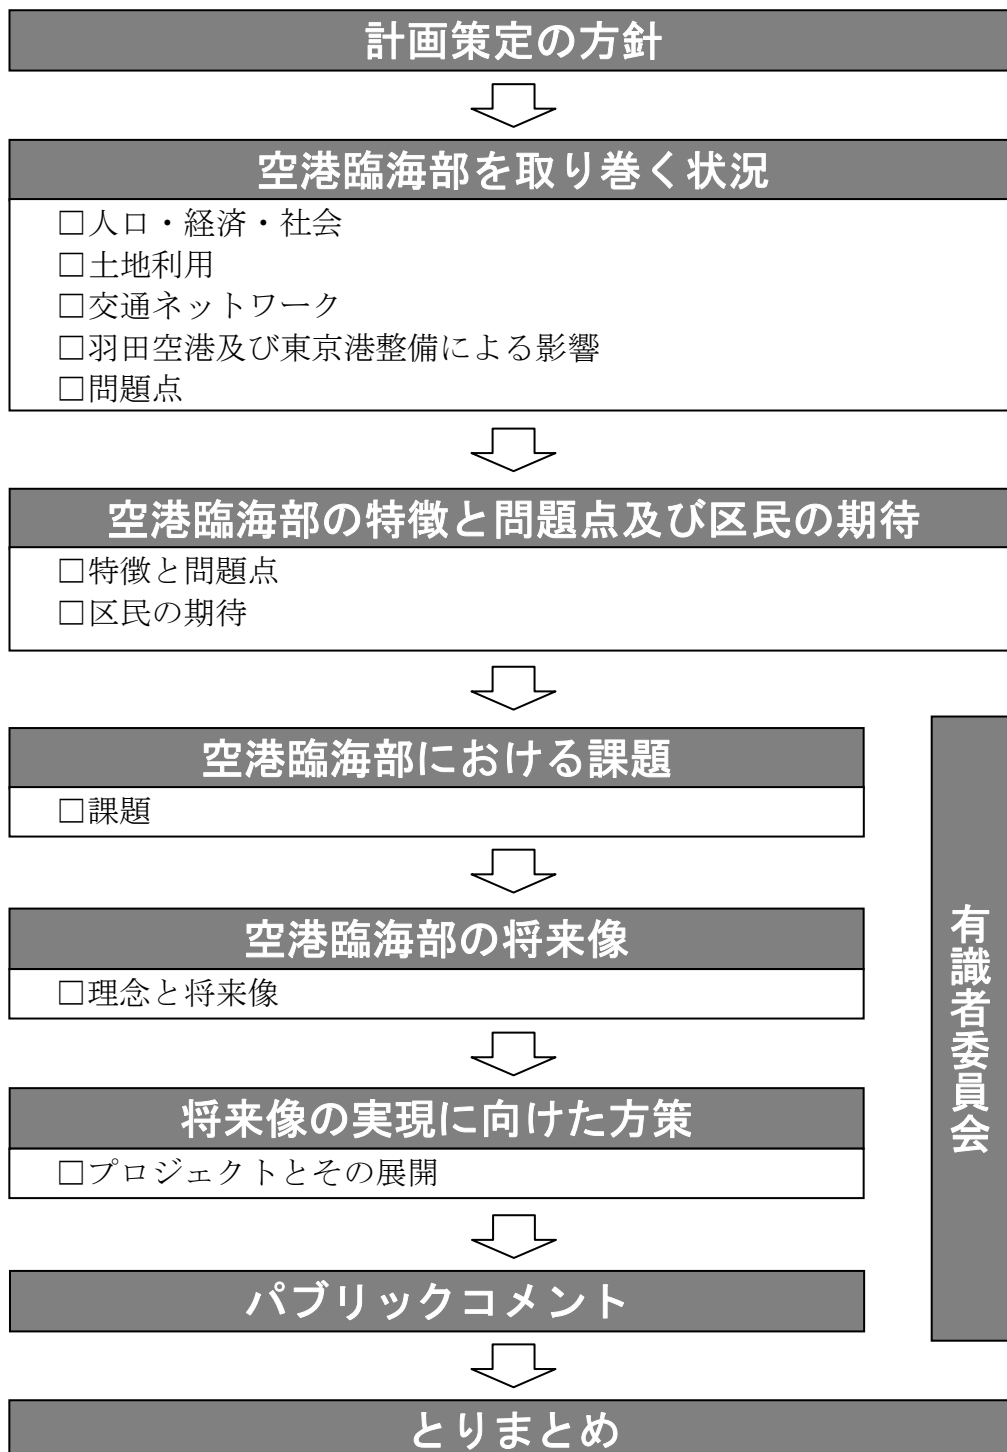 計画策定の方針
空港臨海部を取り巻く状況
□人口・経済・社会
□土地利用
□交通ネットワーク
□羽田空港及び東京港整備による影響
□問題点
空港臨海部の特徴と問題点及び区民の期待
□特徴と問題点
□区民の期待
空港臨海部における課題
□課題
空港臨海部の将来像
□理念と将来像
将来像の実現に向けた方策
□プロジェクトとその展開
パブリックコメント
有識者委員会
とりまとめ